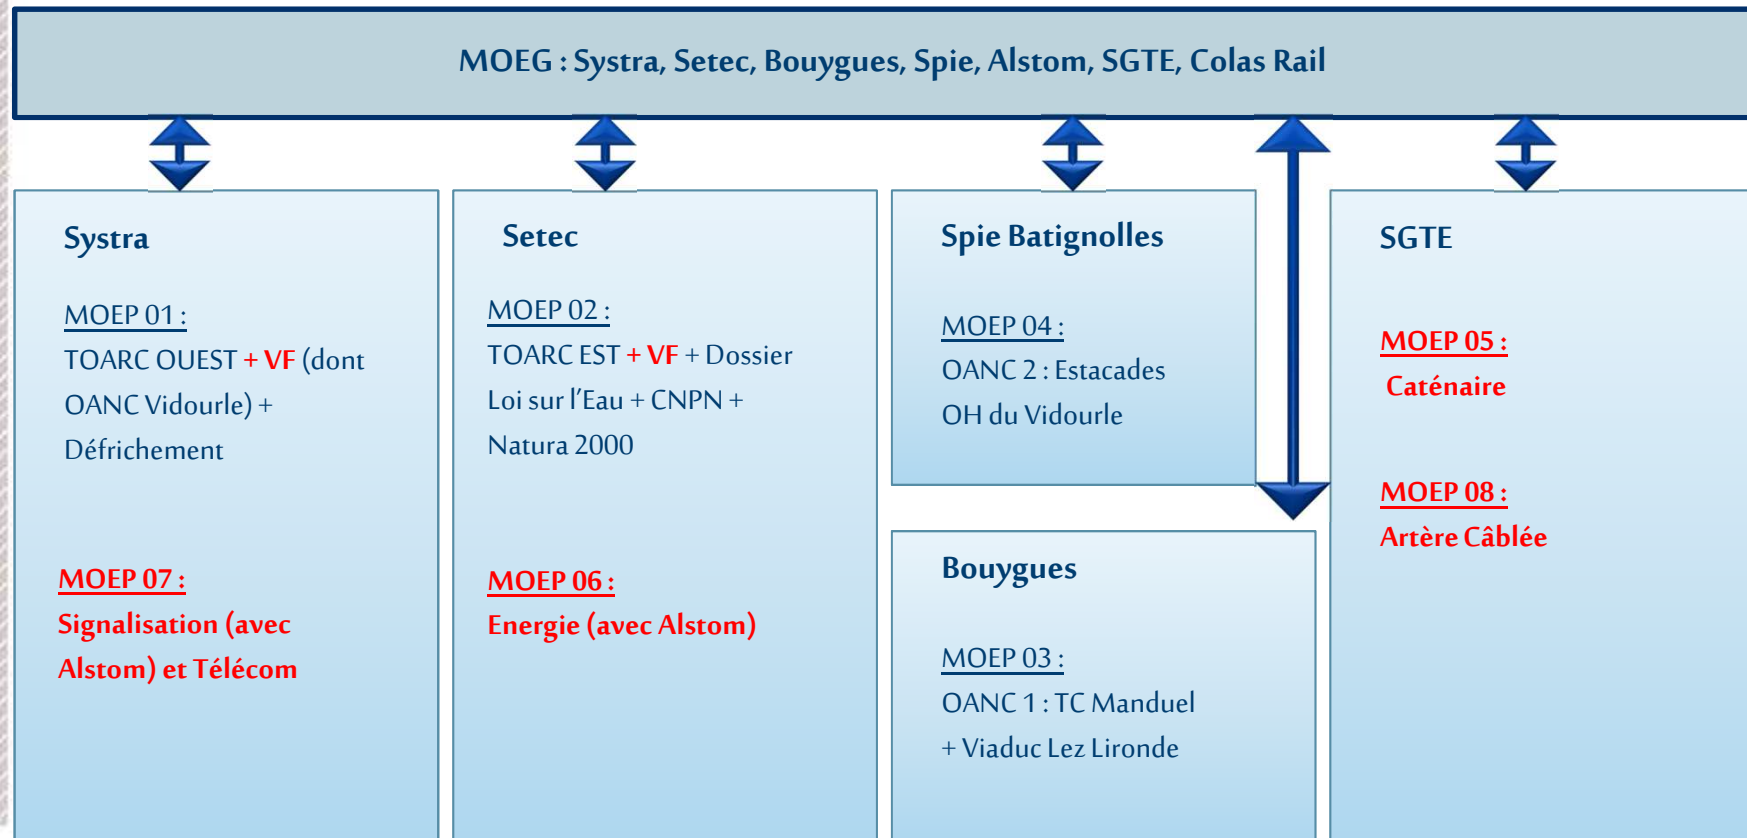 MOEG : Systra, Setec, Bouygues, Spie, Alstom, SGTE, Colas Rail
Systra
MOEP 01 :
TOARC OUEST + VF (dont
OANC Vidourle) +
Défrichement
MOEP 07 :
Signalisation (avec
Alstom) et Télécom
Setec
MOEP 02 :
TOARC EST + VF + Dossier
Loi sur l’Eau + CNPN +
Natura 2000
MOEP 06 :
Energie (avec Alstom)
Spie Batignolles
MOEP 04 :
OANC 2 : Estacades
OH du Vidourle
Bouygues
MOEP 03 :
OANC 1 : TC Manduel
+ Viaduc Lez Lironde
SGTE
MOEP 05 :
Caténaire
MOEP 08 :
Artère Câblée